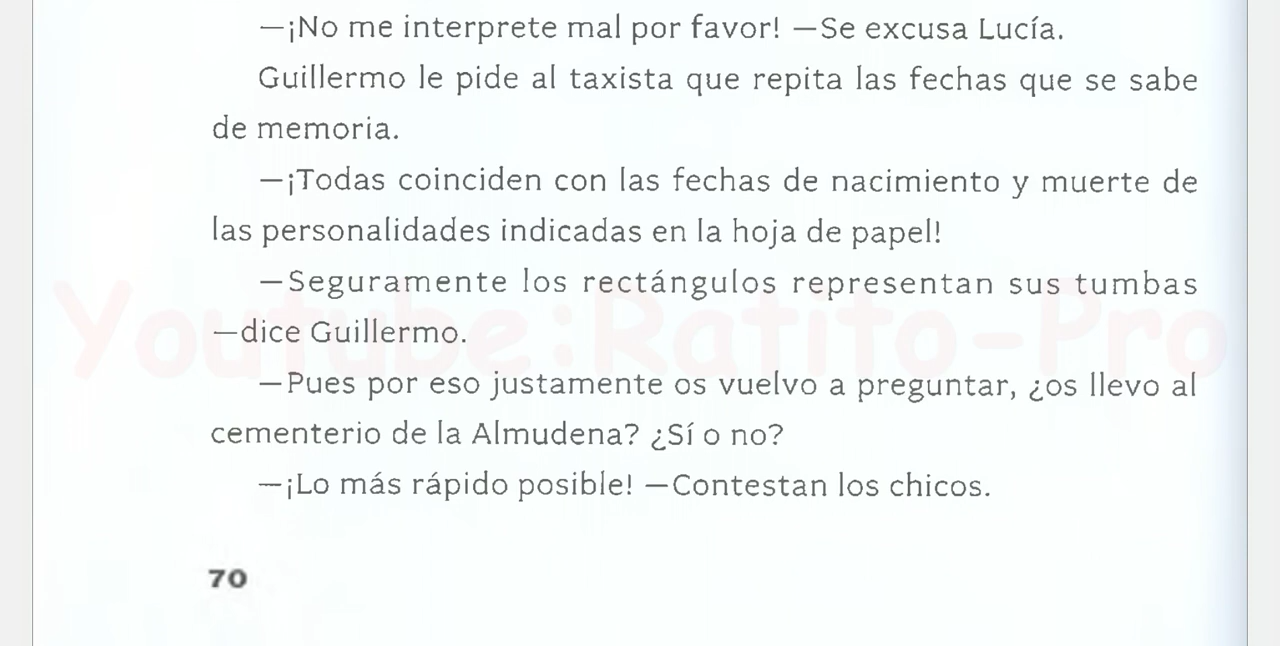 —¡No me interprete mal por favor! —Se excusa Lucía.
Guillermo le pide al taxista que repita las fechas que se sabe
de memoria.
—¡Todas coinciden con las fechas de nacimiento y muerte de
las personalidades indicadas en la hoja de papel!
—Seguramente los rectángulos representan sus tumbas
—dice Guillermo.
Youtube:Ratito-Pro
—Pues por eso justamente os vuelvo a preguntar, ¿os llevo al
cementerio de la Almudena? ¿Sí o no?
—¡Lo más rápido posible! —Contestan los chicos.
70